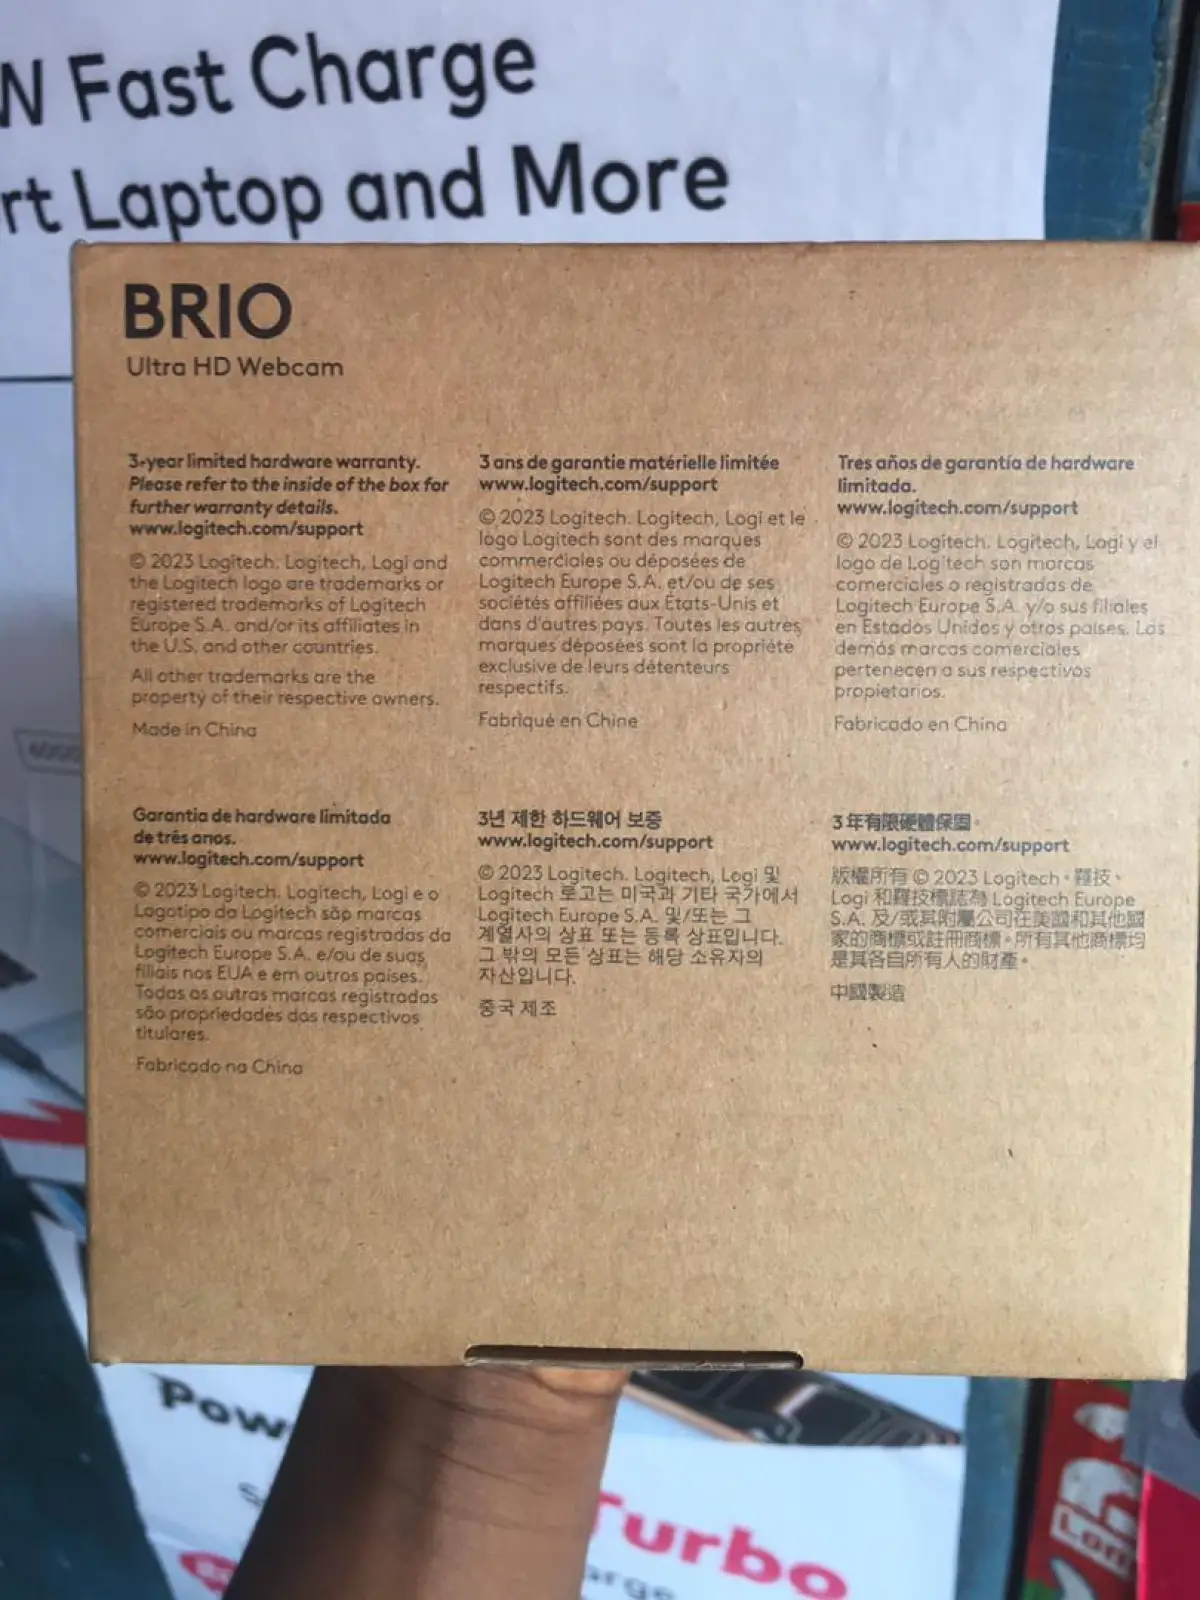 Fast Charge
Laptop and More
BRIO
Ultra HD Webcam
3-year limited hardware warranty.
Please refer to the inside of the box for
further warranty details.
www.logitech.com/support
© 2023 Logitech. Logitech, Logi and
the Logitech logo are trademarks or
registered trademarks of Logitech
Europe S.A. and/or its affiliates in
the U.S. and other countries.
All other trademarks are the
property of their respective owners.
Made in China
3 ans de garantie matérielle limitée
www.logitech.com/support
© 2023 Logitech. Logitech, Logi et le
logo Logitech sont des marques
commerciales ou déposées de
Logitech Europe S.A. et/ou de ses
sociétés affiliées aux États-Unis et
dans d'autres pays. Toutes les autres
marques déposées sont la propriété
exclusive de leurs détenteurs
respectifs.
Fabriqué en Chine
Tres años de garantía de hardware
limitada.
www.logitech.com/support
© 2023 Logitech. Logitech, Logi y el
logo de Logitech son marcas
comerciales o registradas de
Logitech Europe S.A. y/o sus filiales
en Estados Unidos y otros países. Las
demás marcas comerciales
pertenecen a sus respectivos
propietarios.
Fabricado en China
Garantia de hardware limitada
de três anos.
www.logitech.com/support
© 2023 Logitech. Logitech, Logi e o
Logotipo da Logitech são marcas
comerciais ou marcas registradas da
Logitech Europe S.A. e/ou de suas
filiais nos EUA e em outros países.
Todas as outras marcas registradas
são propriedades dos respectivos
titulares.
Fabricado na China
3년 제한 하드웨어 보증
www.logitech.com/support
© 2023 Logitech. Logitech, Logi 및
Logitech 로고는 미국과 기타 국가에서
Logitech Europe S.A. 및/또는 그
계열사의 상표 또는 등록 상표입니다.
그 밖의 모든 상표는 해당 소유자의
자산입니다.
중국 제조
3 年有限硬體保固。
www.logitech.com/support
版權所有 © 2023 Logitech。羅技、
Logi 和羅技標誌為 Logitech Europe
S.A. 及/或其附屬公司在美國和其他國
家的商標或註冊商標。所有其他商標均
是其各自所有人的財產。
中國製造
Turbo